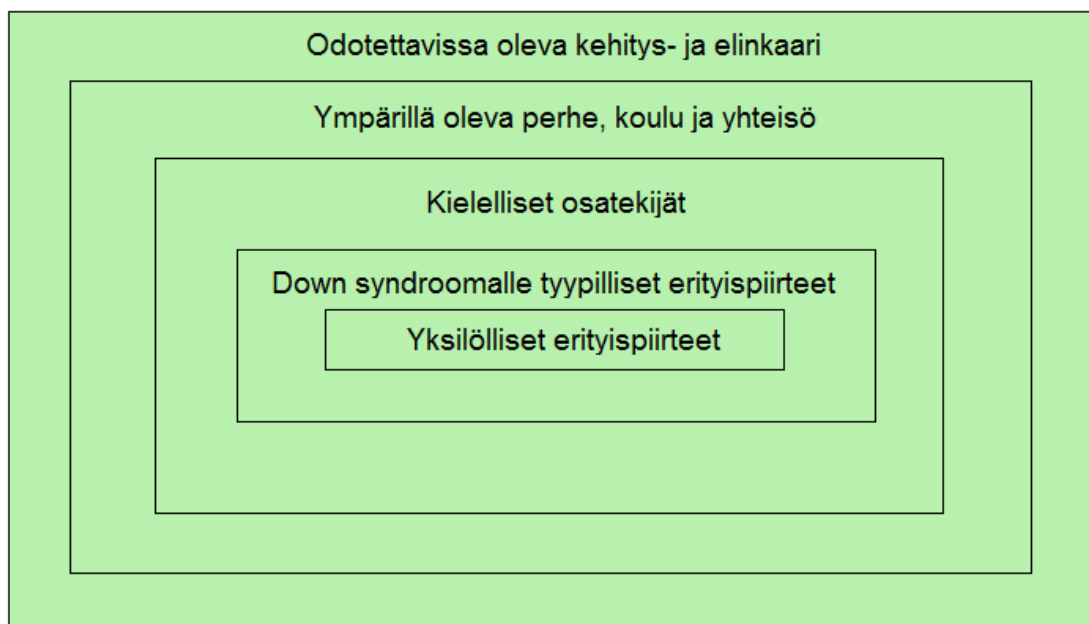 Odotettavissa oleva kehitys- ja elinkaari
Ympärillä oleva perhe, koulu ja yhteisö
Kielelliset osatekijät
Down syndroomalle tyypilliset erityispiirteet
Yksilölliset erityispiirteet